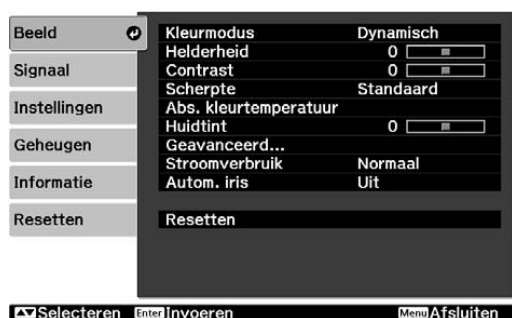 Beeld
Signaal
Instellingen
Geheugen
Informatie
Resetten
Kleurmodus Dynamisch
Helderheid 0
Contrast 0
Scherpte Standaard
Abs. kleurtemperatuur
Huidtint 0
Geavanceerd...
Stroomverbruik Normaal
Autom. iris Uit
Resetten
Selecteren Enter Invoeren Menu Afsluiten